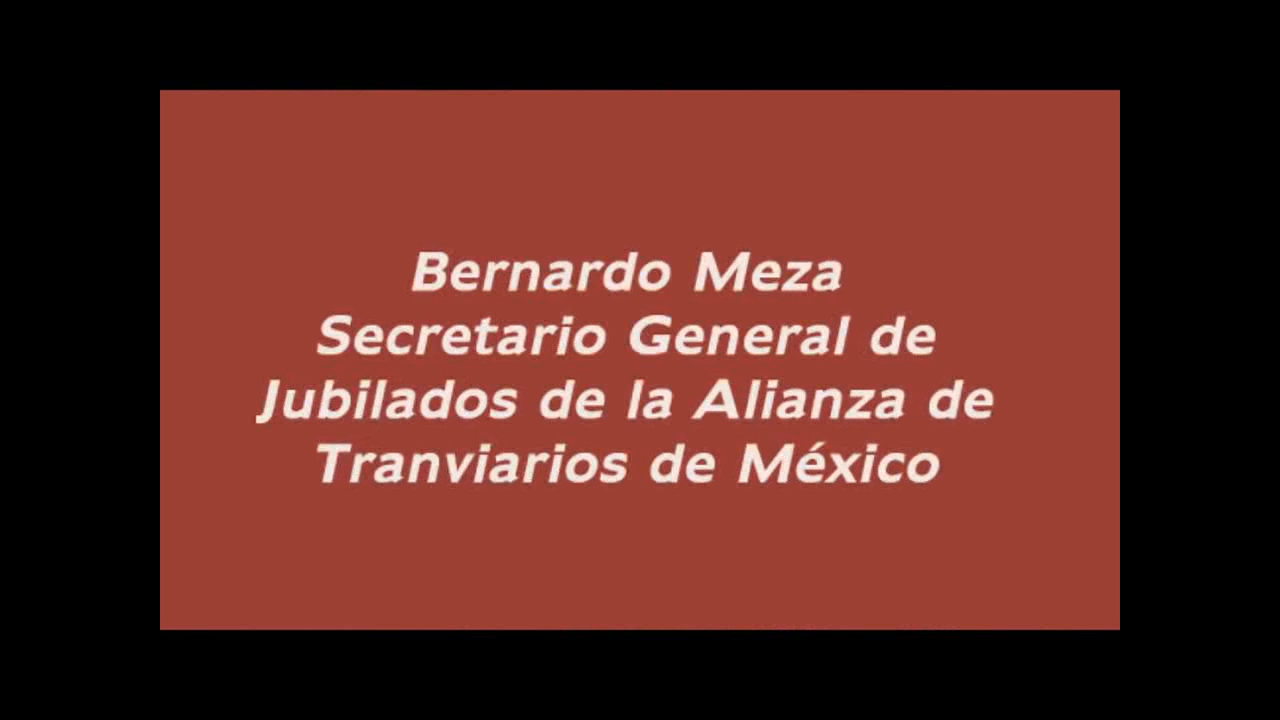 Bernardo Meza
Secretario General de
Jubilados de la Alianza de
Tranviarios de México